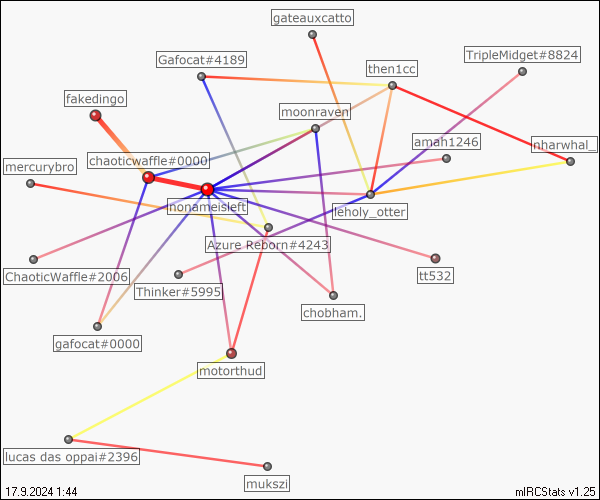 gateauxcatto
Gafocat#4189
TripleMidget#8824
then1cc
fakedingo
moonraven
amah1246
nharwhal_
chaoticwaffle#0000
mercurybro
nonameisleft
leholy_otter
Azure Reborn#4243
ChaoticWaffle#2006
tt532
Thinker#5995
chobham.
gafocat#0000
motorthud
lucas das oppai#2396
mukszi
17.9.2024 1:44
mIRCStats v1.25